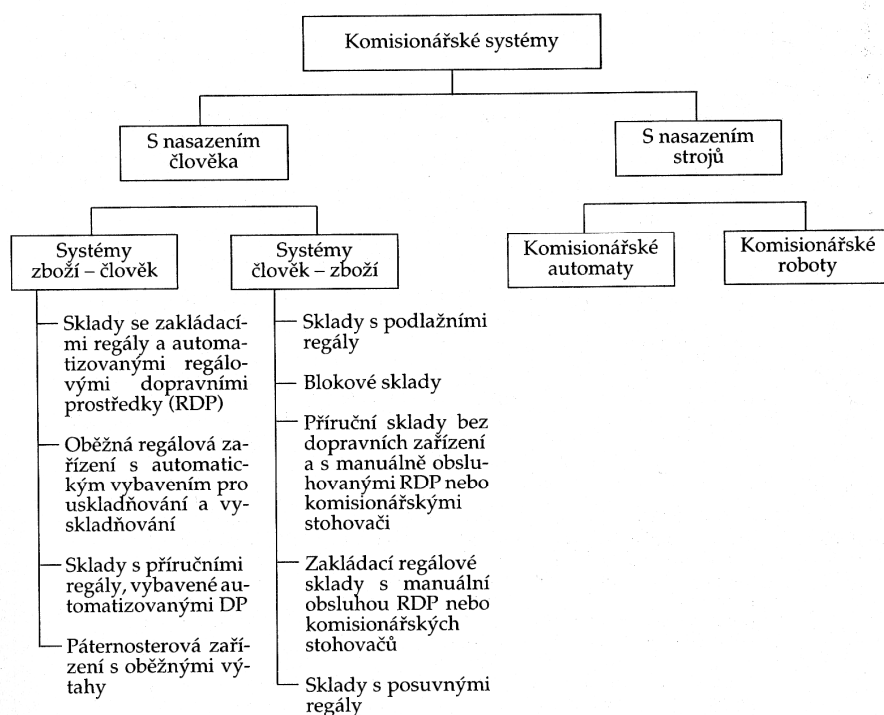 Komisionářské systémy
S nasazením
člověka
S nasazením
strojů
Systémy
zboží – člověk
Systémy
člověk – zboží
Komisionářské
automaty
Komisionářské
roboty
Sklady se zakládací-
mi regály a automa-
tizovanými regálo-
vými dopravními
prostředky (RDP)
Oběžná regálová za-
řízení s automatic-
kým vybavením pro
uskladňování a vy-
skladňování
Sklady s příručními
regály, vybavené au-
tomatizovanými DP
Páternosterová zaří-
zení s oběžnými vý-
tahy
Sklady s podlažními
regály
Blokové sklady
Příruční sklady bez
dopravních zařízení
a s manuálně obslu-
hovanými RDP nebo
komisionářskými
stohovači
Zakládací regálové
sklady s manuální
obsluhou RDP nebo
komisionářských
stohovačů
Sklady s posuvnými
regály